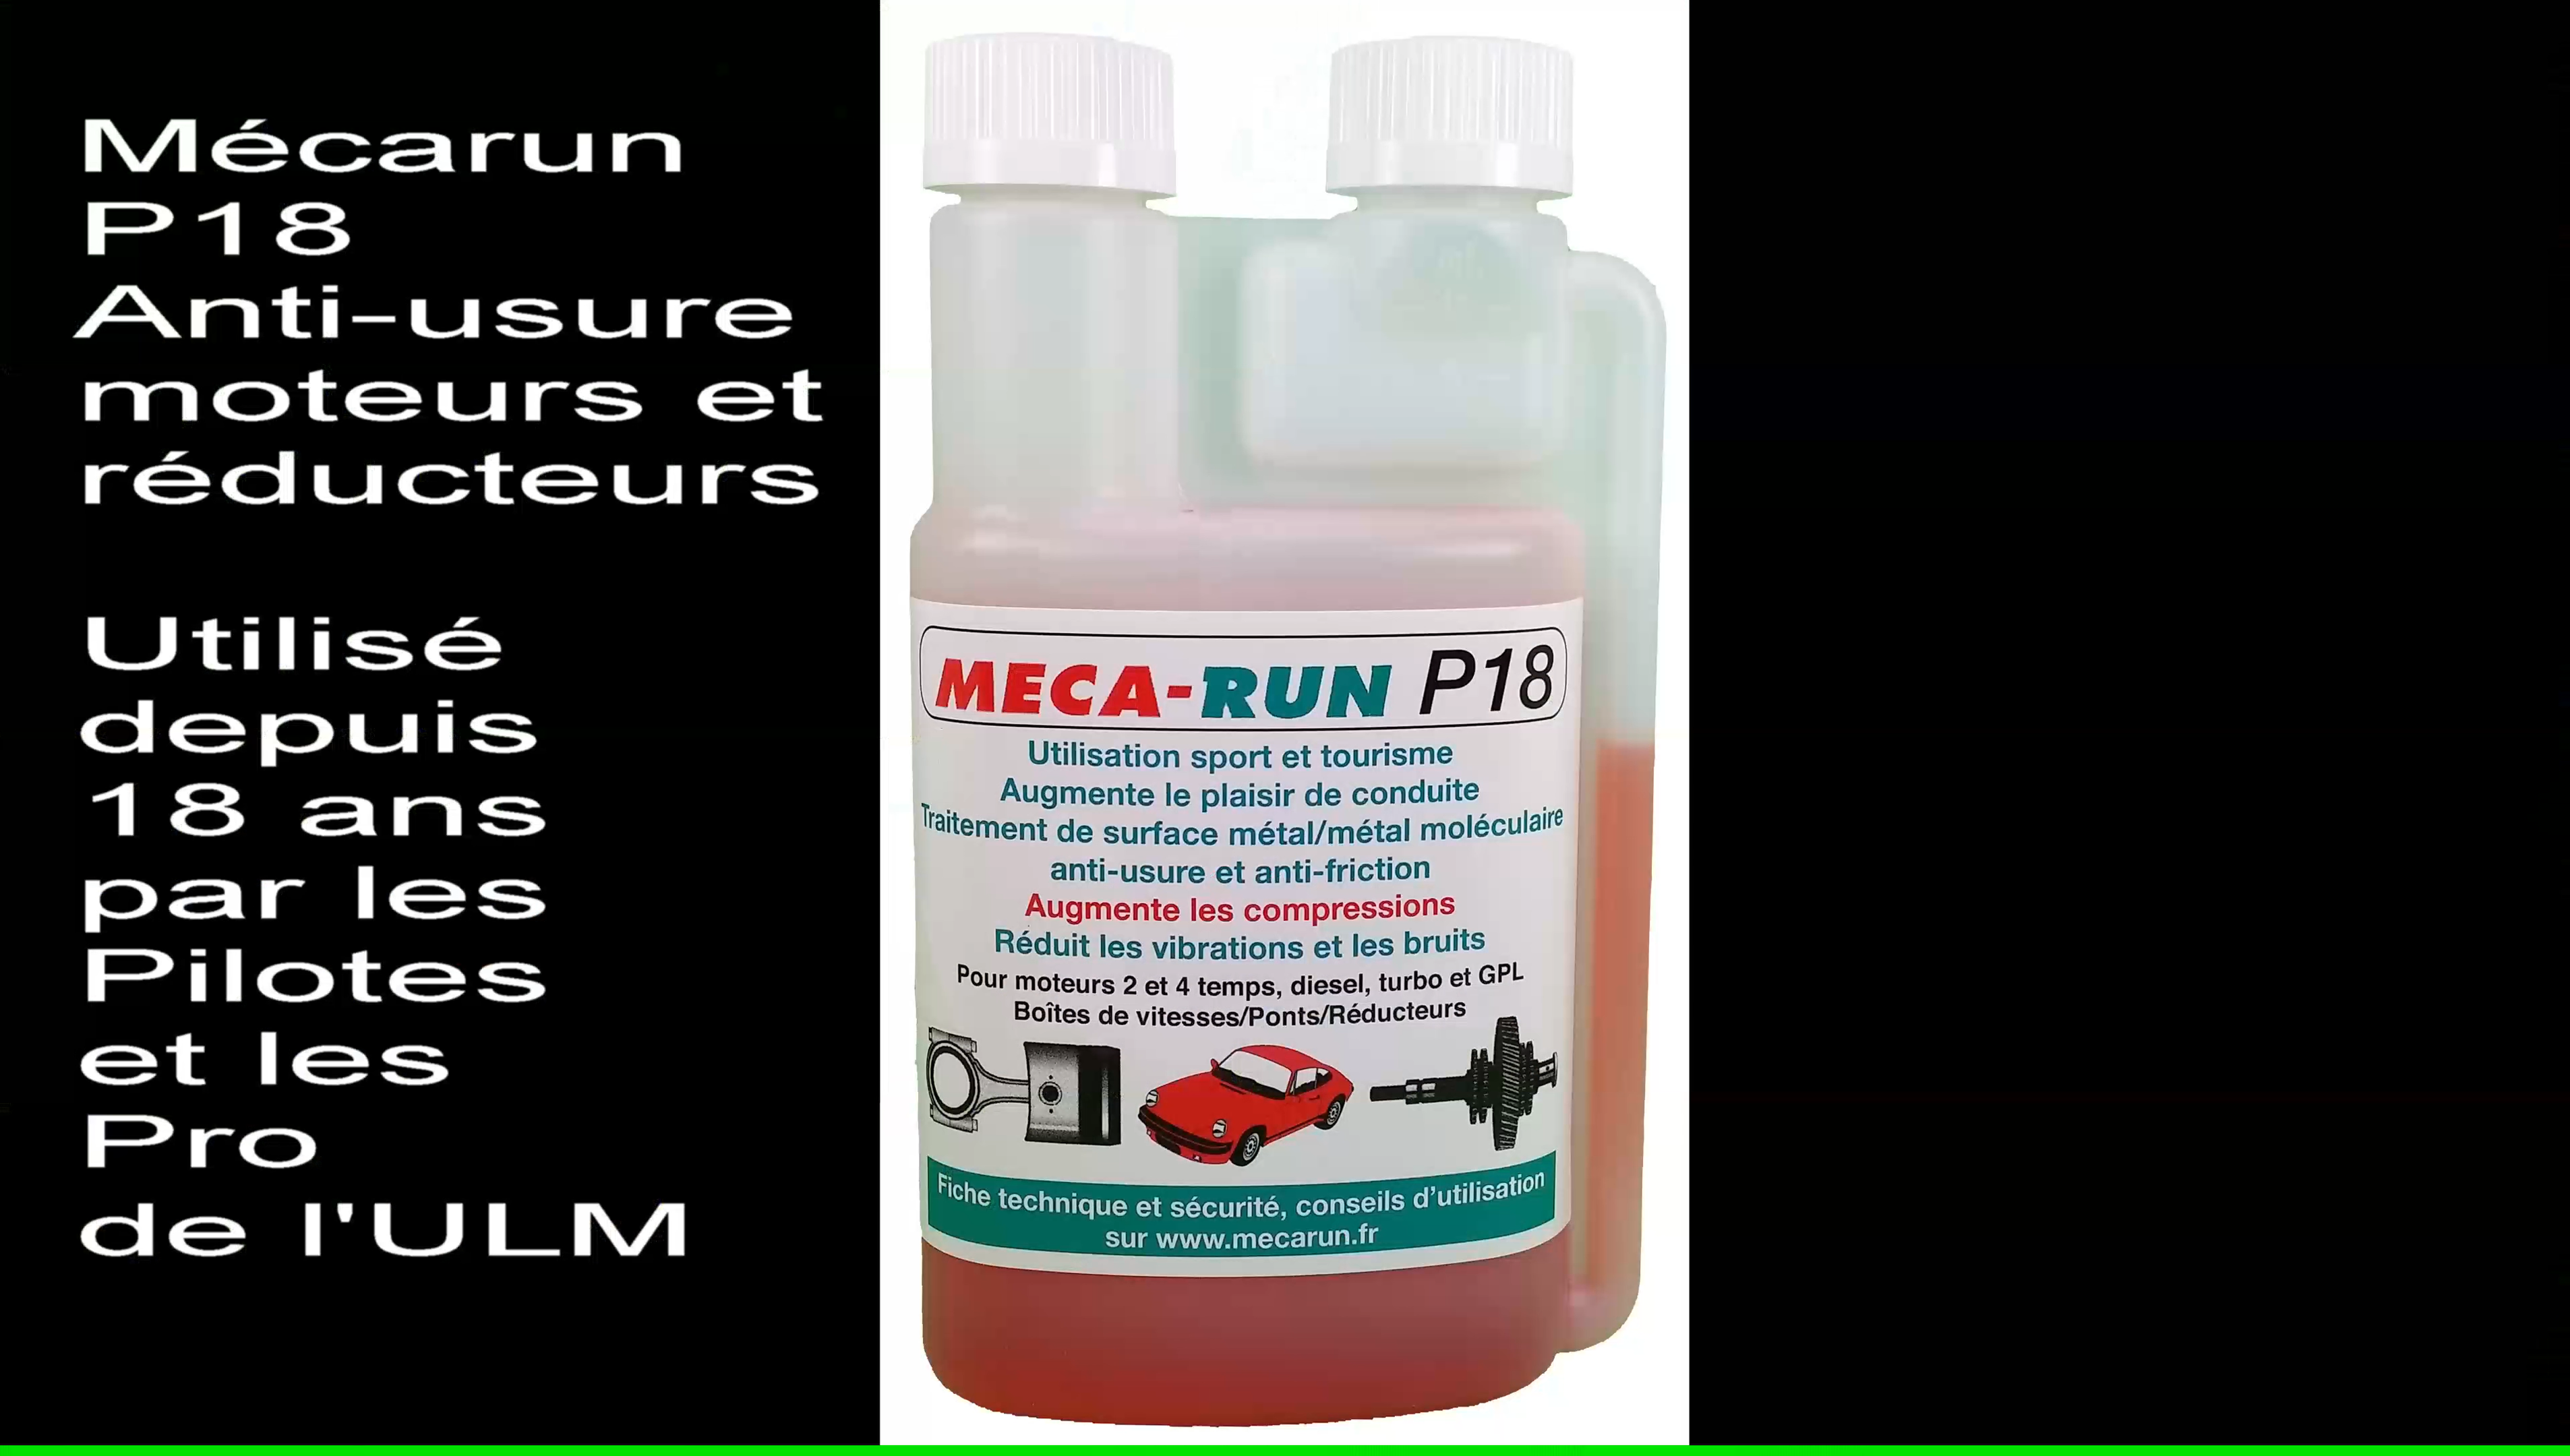 Mécarun
P18
Anti-usure
moteurs et
réducteurs
Utilisé
depuis
18 ans
par les
Pilotes
et les
Pro
de l'ULM
MECA-RUN P18
Utilisation sport et tourisme
Augmente le plaisir de conduite
Traitement de surface métal/métal moléculaire
anti-usure et anti-friction
Augmente les compressions
Réduit les vibrations et les bruits
Pour moteurs 2 et 4 temps, diesel, turbo et GPL
Boîtes de vitesses/Ponts/Réducteurs
Fiche technique et sécurité, conseils d'utilisation
sur www.mecarun.fr